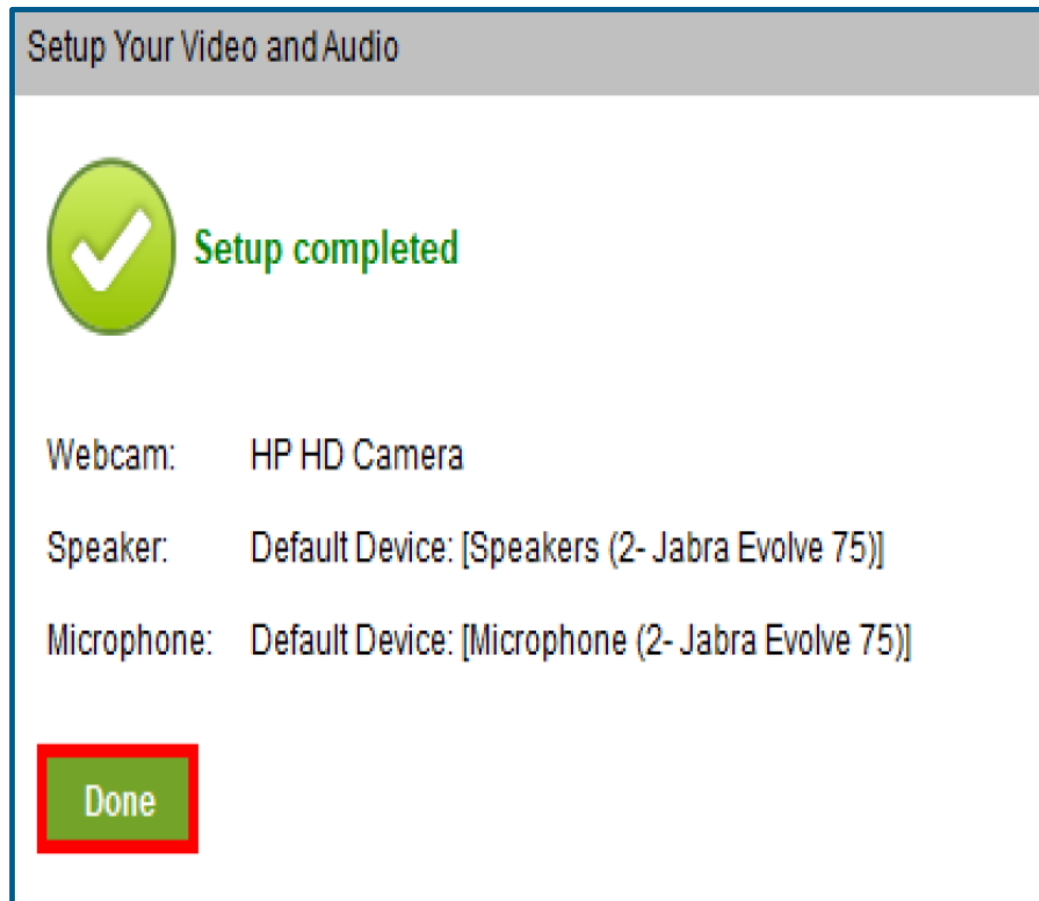 Setup Your Video and Audio
Setup completed
Webcam: HP HD Camera
Speaker: Default Device: [Speakers (2- Jabra Evolve 75)]
Microphone: Default Device: [Microphone (2- Jabra Evolve 75)]
Done